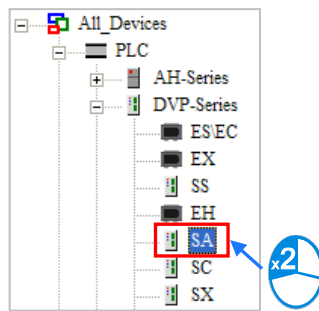 All_Devices
PLC
AH-Series
DVP-Series
ES\EC
EX
SS
EH
SA
x2
SC
SX